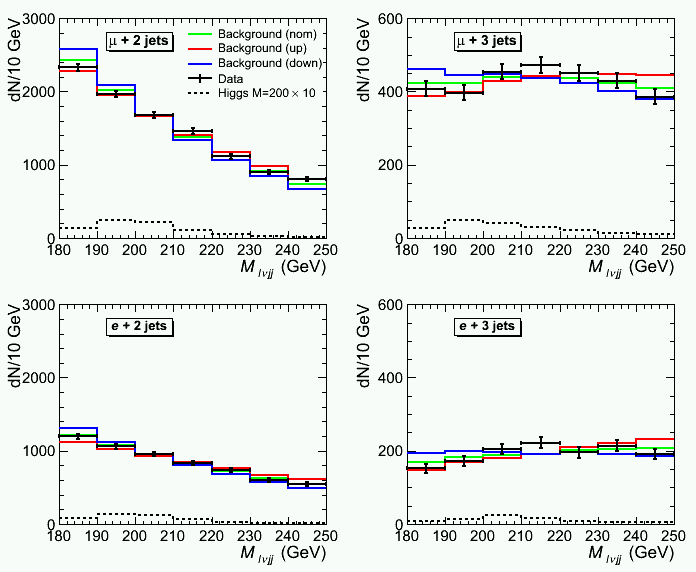 dN/10 GeV
3000
2000
1000
0
μ + 2 jets
Background (nom)
Background (up)
Background (down)
Data
Higgs M=200 × 10
180 190 200 210 220 230 240 250
M lνjj (GeV)
dN/10 GeV
600
400
200
0
μ + 3 jets
180 190 200 210 220 230 240 250
M lνjj (GeV)
dN/10 GeV
3000
2000
1000
0
e + 2 jets
180 190 200 210 220 230 240 250
M lνjj (GeV)
dN/10 GeV
600
400
200
0
e + 3 jets
180 190 200 210 220 230 240 250
M lνjj (GeV)